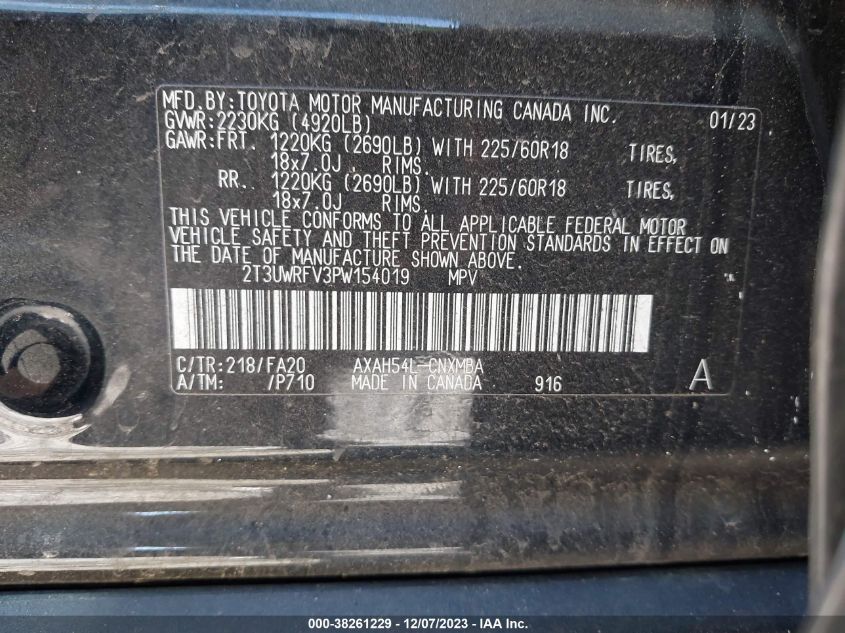 MFD.BY:TOYOTA MOTOR MANUFACTURING CANADA INC. 01/23
GVWR:2230KG (4920LB)
GAWR:FRT. 1220KG (2690LB) WITH 225/60R18 TIRES,
18x7.0J RIMS.
RR.. 1220KG (2690LB) WITH 225/60R18 TIRES,
18x7.0J RIMS.
THIS VEHICLE CONFORMS TO ALL APPLICABLE FEDERAL MOTOR
VEHICLE SAFETY AND THEFT PREVENTION STANDARDS IN EFFECT ON
THE DATE OF MANUFACTURE SHOWN ABOVE.
2T3UWRFV3PW154019 MPV
C/TR:218/FA20 AXAH54L-CNXMBA
A/TM: /P710 MADE IN CANADA 916 A
000-38261229 - 12/07/2023 - IAAI.com